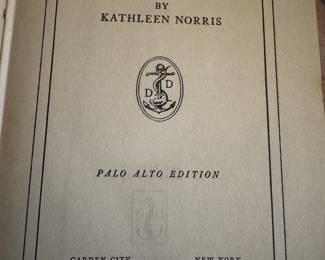 BY
KATHLEEN NORRIS
D D
PALO ALTO EDITION
GARDEN CITY NEW YORK